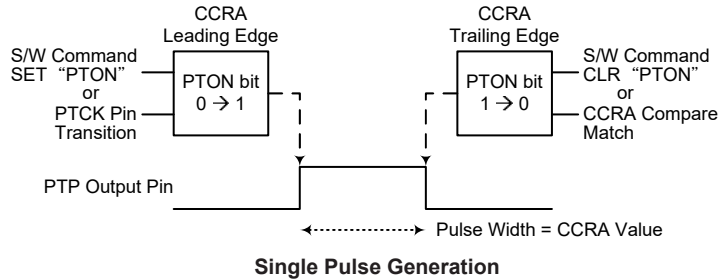 CCRA
Leading Edge
S/W Command
SET “PTON”
or
PTCK Pin
Transition
PTON bit
0 → 1
CCRA
Trailing Edge
PTON bit
1 → 0
S/W Command
CLR “PTON”
or
CCRA Compare
Match
PTP Output Pin
Pulse Width = CCRA Value
Single Pulse Generation